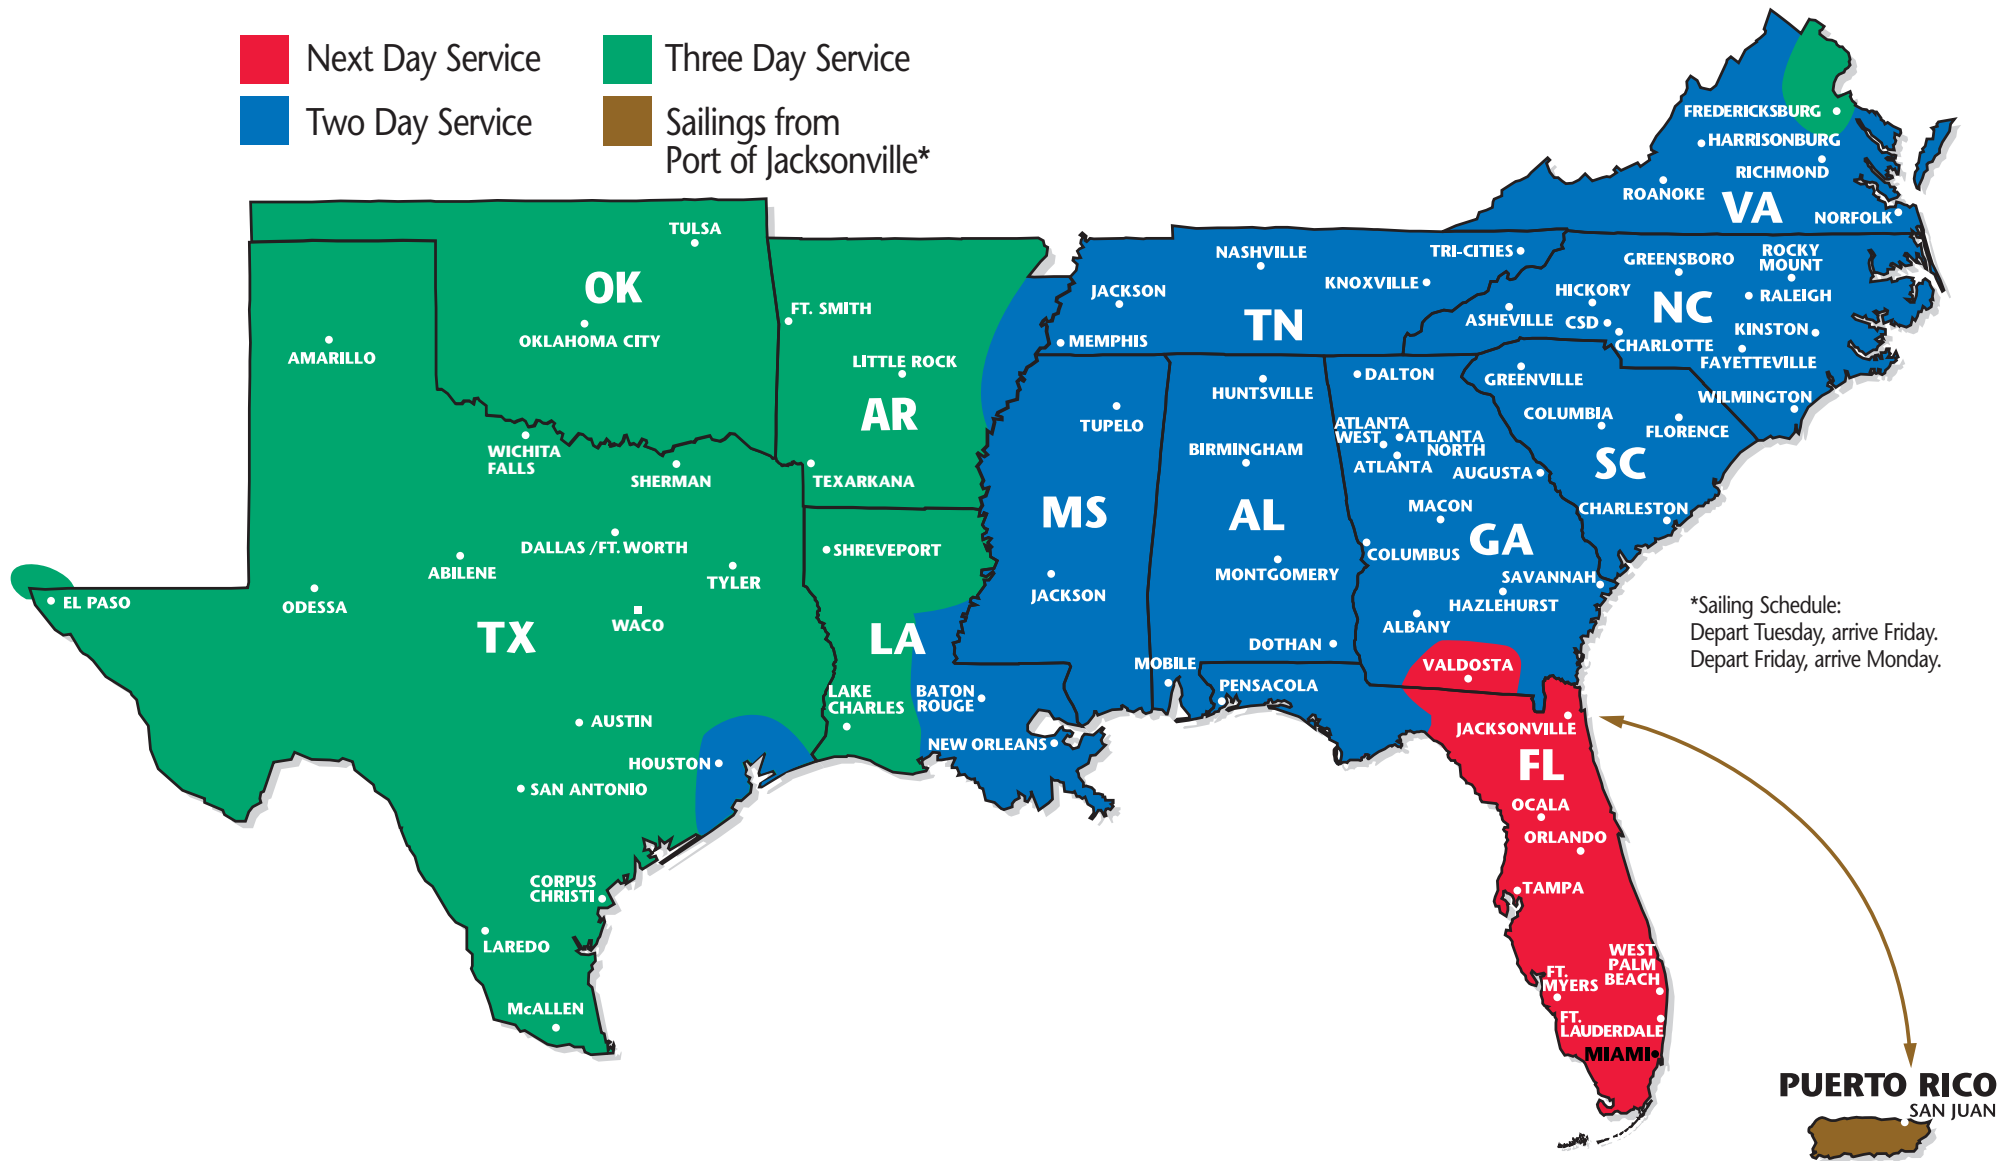 Next Day Service
Three Day Service
Two Day Service
Sailings from
Port of Jacksonville*
FREDERICKSBURG
HARRISONBURG
RICHMOND
ROANOKE
VA
NORFOLK
TULSA
OK
OKLAHOMA CITY
AMARILLO
FT. SMITH
LITTLE ROCK
AR
TEXARKANA
NASHVILLE
TRI-CITIES
KNOXVILLE
JACKSON
TN
MEMPHIS
GREENSBORO
ROCKY
MOUNT
HICKORY
NC
RALEIGH
ASHEVILLE
CSD
KINSTON
CHARLOTTE
FAYETTEVILLE
WILMINGTON
GREENVILLE
COLUMBIA
FLORENCE
SC
CHARLESTON
WICHITA
FALLS
SHERMAN
DALLAS /FT. WORTH
ABILENE
TYLER
EL PASO
ODESSA
WACO
TX
AUSTIN
HOUSTON
SAN ANTONIO
CORPUS
CHRISTI
LAREDO
McALLEN
SHREVEPORT
LA
LAKE
CHARLES
BATON
ROUGE
NEW ORLEANS
TUPELO
MS
JACKSON
HUNTSVILLE
BIRMINGHAM
AL
MONTGOMERY
DOTHAN
MOBILE
DALTON
ATLANTA
WEST
ATLANTA
NORTH
ATLANTA
AUGUSTA
MACON
GA
COLUMBUS
SAVANNAH
HAZLEHURST
ALBANY
VALDOSTA
PENSACOLA
JACKSONVILLE
FL
OCALA
ORLANDO
TAMPA
WEST
PALM
BEACH
FT.
MYERS
FT.
LAUDERDALE
MIAMI
*Sailing Schedule:
Depart Tuesday, arrive Friday.
Depart Friday, arrive Monday.
PUERTO RICO
SAN JUAN